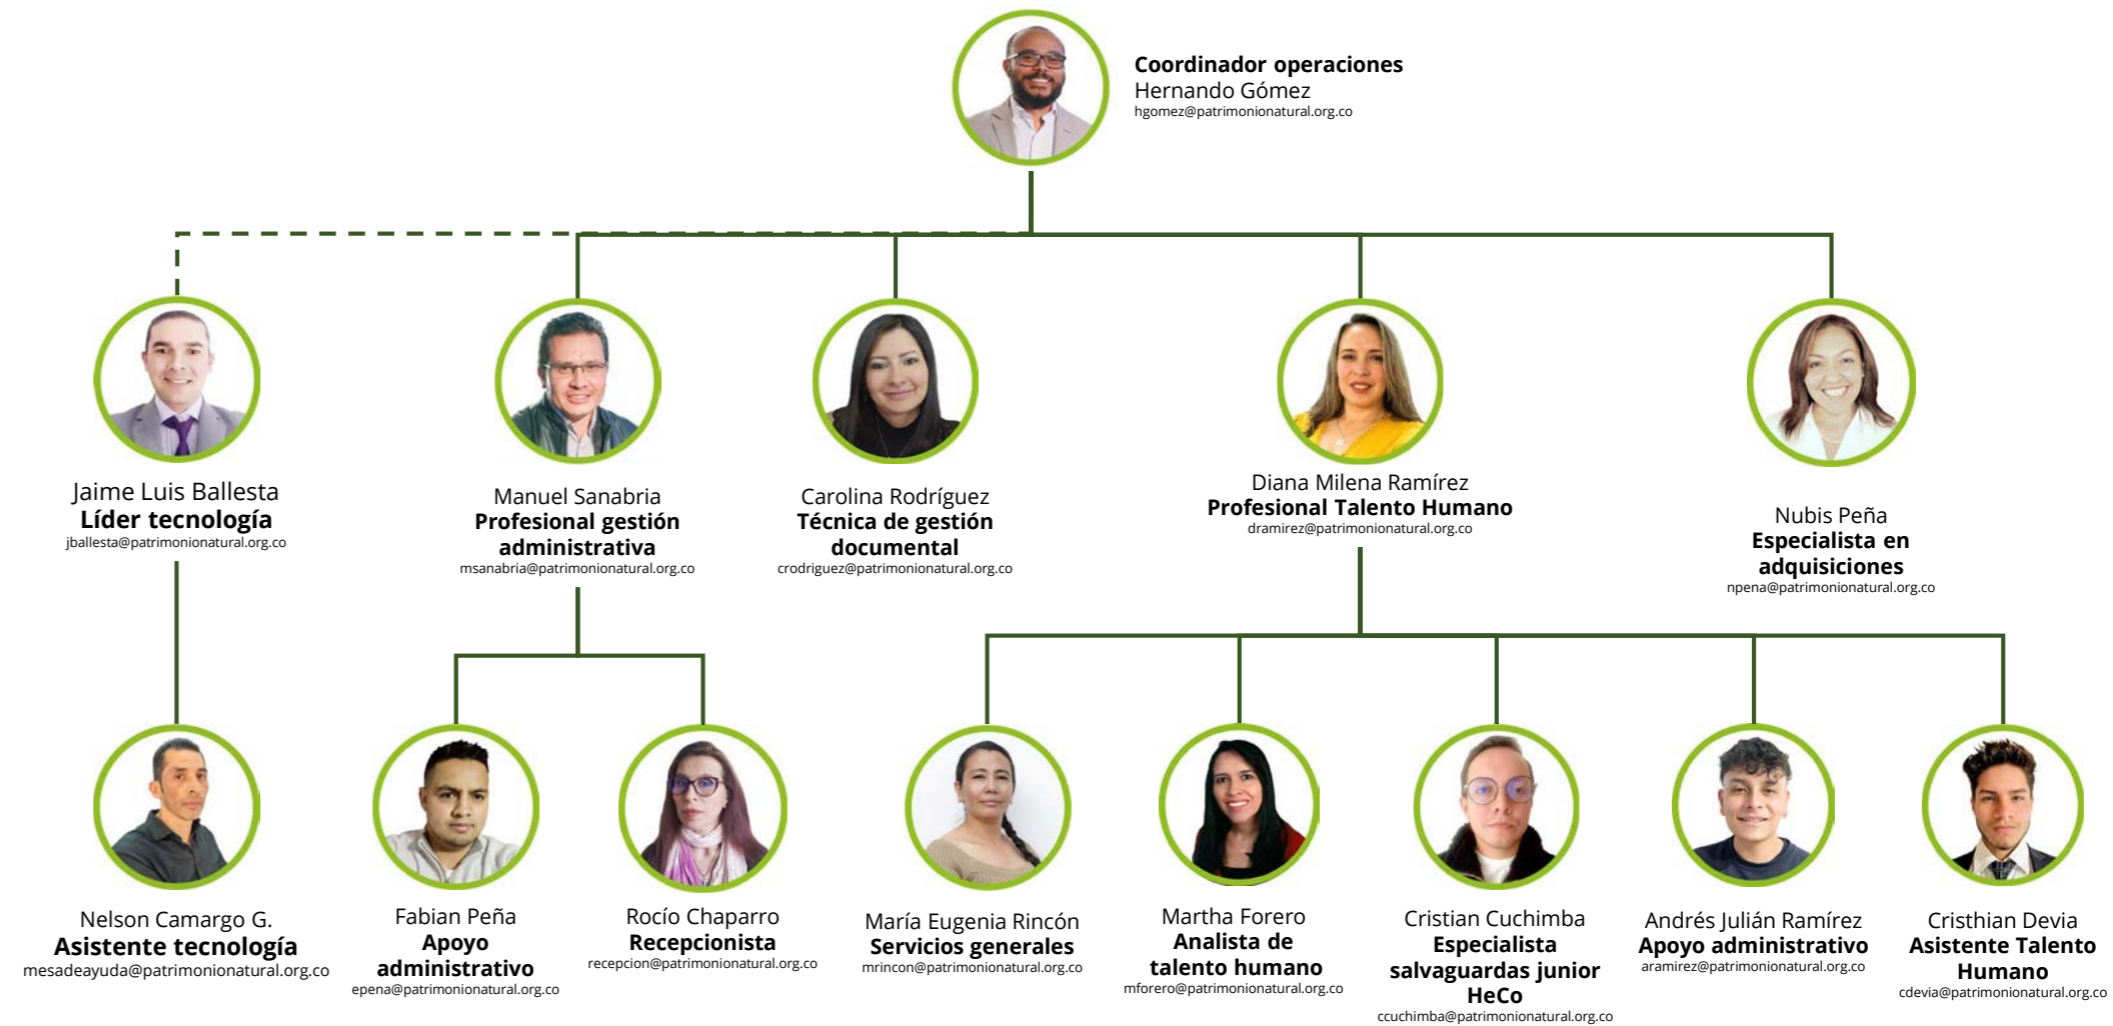 Coordinador operaciones
Hernando Gómez
hgomez@patrimonionatural.org.co
Jaime Luis Ballesta
Líder tecnología
jballesta@patrimonionatural.org.co
Manuel Sanabria
Profesional gestión
administrativa
msanabria@patrimonionatural.org.co
Carolina Rodríguez
Técnica de gestión
documental
crodriguez@patrimonionatural.org.co
Diana Milena Ramírez
Profesional Talento Humano
dramirez@patrimonionatural.org.co
Nubis Peña
Especialista en
adquisiciones
npena@patrimonionatural.org.co
Nelson Camargo G.
Asistente tecnología
mesadeayuda@patrimonionatural.org.co
Fabian Peña
Apoyo
administrativo
epena@patrimonionatural.org.co
Rocío Chaparro
Recepcionista
recepcion@patrimonionatural.org.co
María Eugenia Rincón
Servicios generales
mrincon@patrimonionatural.org.co
Martha Forero
Analista de
talento humano
mforero@patrimonionatural.org.co
Cristian Cuchimba
Especialista
salvaguardas junior
HeCo
ccuchimba@patrimonionatural.org.co
Andrés Julián Ramírez
Apoyo administrativo
aramirez@patrimonionatural.org.co
Cristhian Devia
Asistente Talento
Humano
cdevia@patrimonionatural.org.co